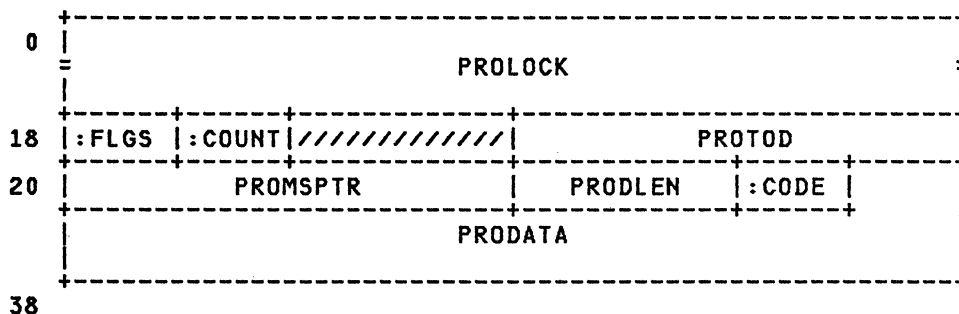 0
PROLOCK
18 :FLGS :COUNT ///////////// PROTOD
20 PROMSPTR PRODLEN :CODE
PRODATA
38